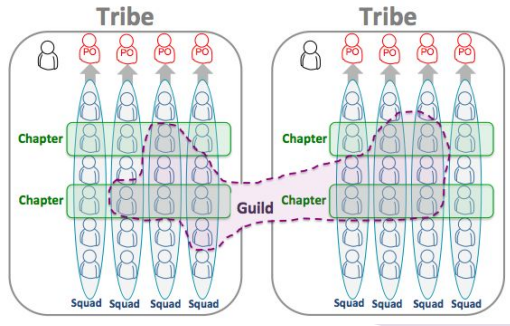 Tribe Tribe
PO PO PO PO PO PO PO PO
Chapter Chapter
Chapter Chapter
Guild
Squad Squad Squad Squad Squad Squad Squad Squad